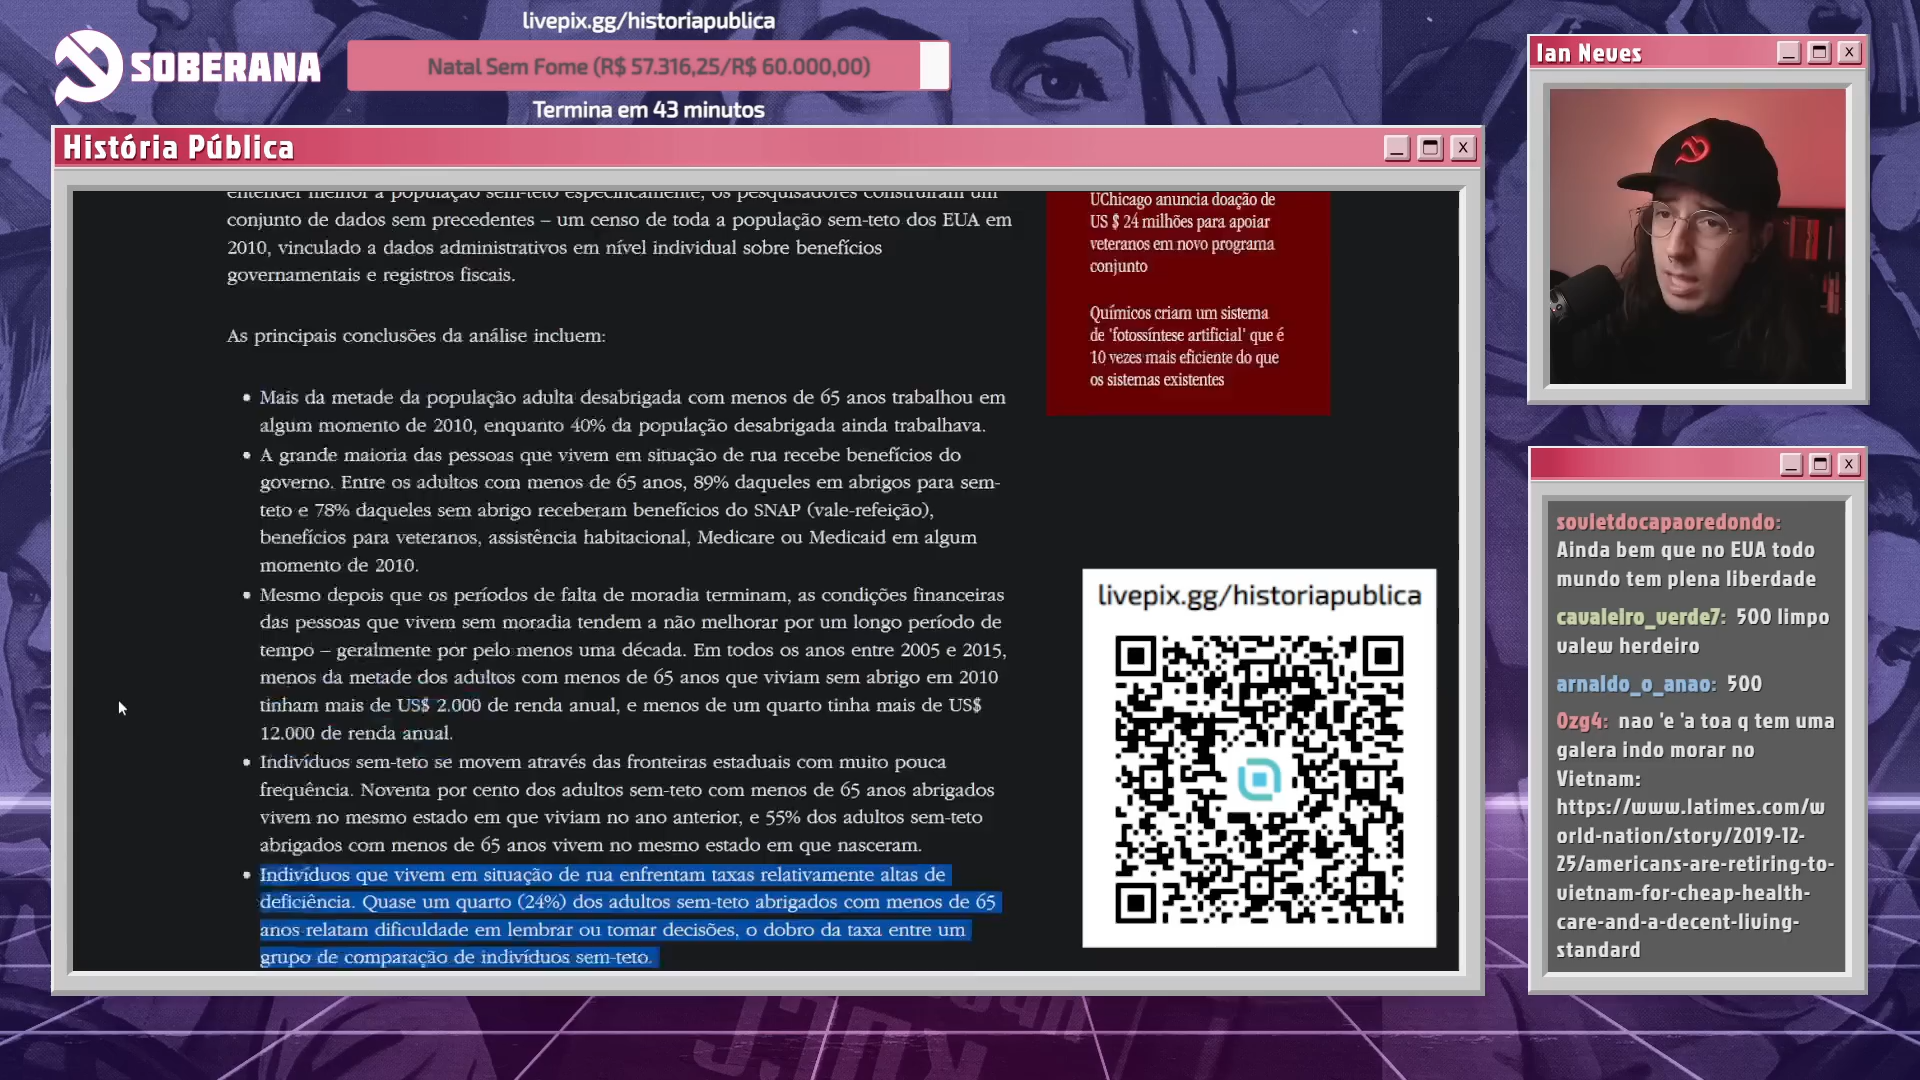 livepix.gg/historiapublica
SOBERANA
Natal Sem Fome (R$ 57.316,25/R$ 60.000,00)
Termina em 43 minutos
História Pública
entender melhor a população sem-teto especificamente, os pesquisadores construíram um
conjunto de dados sem precedentes – um censo de toda a população sem-teto dos EUA em
2010, vinculado a dados administrativos em nível individual sobre benefícios
governamentais e registros fiscais.
As principais conclusões da análise incluem:
• Mais da metade da população adulta desabrigada com menos de 65 anos trabalhou em
algum momento de 2010, enquanto 40% da população desabrigada ainda trabalhava.
• A grande maioria das pessoas que vivem em situação de rua recebe benefícios do
governo. Entre os adultos com menos de 65 anos, 89% daqueles em abrigos para sem-
teto e 78% daqueles sem abrigo receberam benefícios do SNAP (vale-refeição),
benefícios para veteranos, assistência habitacional, Medicare ou Medicaid em algum
momento de 2010.
• Mesmo depois que os períodos de falta de moradia terminam, as condições financeiras
das pessoas que vivem sem moradia tendem a não melhorar por um longo período de
tempo – geralmente por pelo menos uma década. Em todos os anos entre 2005 e 2015,
menos da metade dos adultos com menos de 65 anos que viviam sem abrigo em 2010
tinham mais de US$ 2.000 de renda anual, e menos de um quarto tinha mais de US$
12.000 de renda anual.
• Indivíduos sem-teto se movem através das fronteiras estaduais com muito pouca
frequência. Noventa por cento dos adultos sem-teto com menos de 65 anos abrigados
vivem no mesmo estado em que viviam no ano anterior, e 55% dos adultos sem-teto
abrigados com menos de 65 anos vivem no mesmo estado em que nasceram.
• Indivíduos que vivem em situação de rua enfrentam taxas relativamente altas de
deficiência. Quase um quarto (24%) dos adultos sem-teto abrigados com menos de 65
anos relatam dificuldade em lembrar ou tomar decisões, o dobro da taxa entre um
grupo de comparação de indivíduos sem-teto.
UChicago anuncia doação de
US $ 24 milhões para apoiar
veteranos em novo programa
conjunto
Químicos criam um sistema
de 'fotossíntese artificial' que é
10 vezes mais eficiente do que
os sistemas existentes
livepix.gg/historiapublica
Ian Neves
sovietdocapaoredondo:
Ainda bem que no EUA todo
mundo tem plena liberdade
cavaleiro_verde7: 500 limpo
valew herdeiro
arnaldo_o_anao: 500
Ozg4: nao 'e 'a toa q tem uma
galera indo morar no
Vietnam:
https://www.latimes.com/w
orld-nation/story/2019-12-
25/americans-are-retiring-to-
vietnam-for-cheap-health-
care-and-a-decent-living-
standard